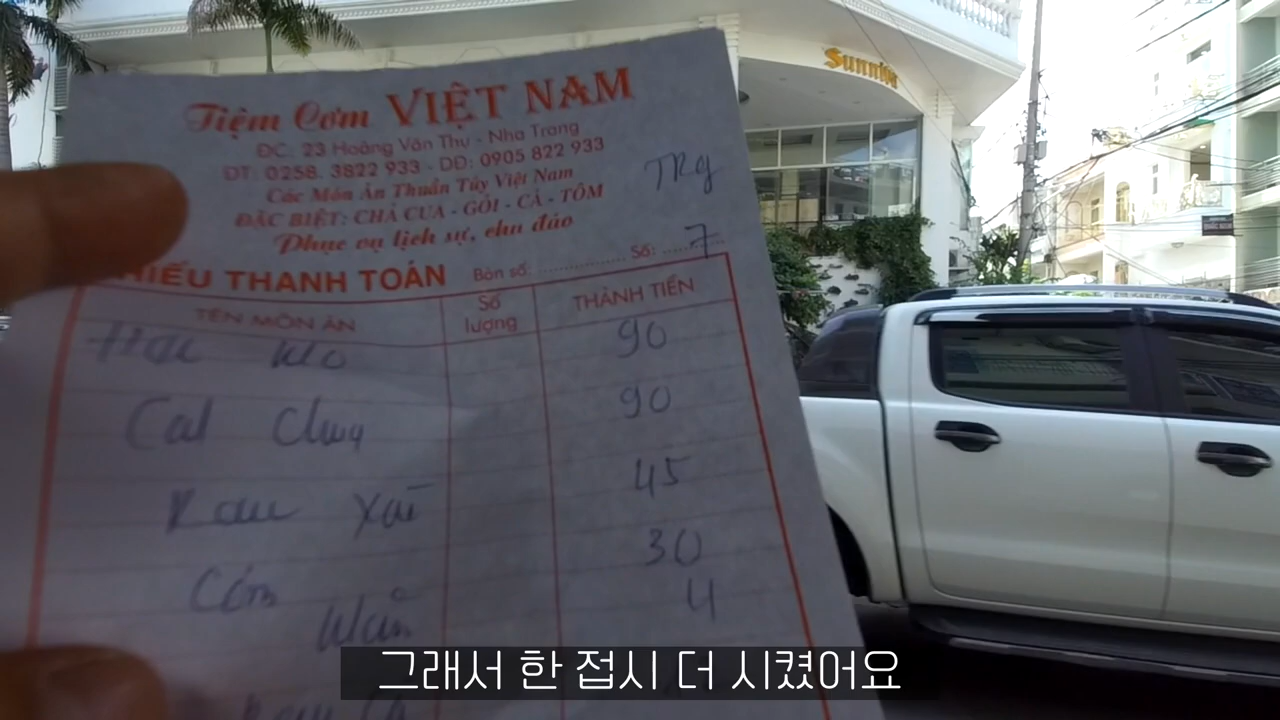 Sunrise
Tiệm Cơm VIỆT NAM
ĐC. 23 Hoàng Văn Thụ - Nha Trang
ĐT: 0258. 3822 933 - DĐ: 0905 822 933
Các Món Ăn Thuần Túy Việt Nam
ĐẶC BIỆT: CHẢ CUA - GỎI - CÁ - TÔM
Phục vụ lịch sự, chu đáo
HIẾU THANH TOÁN Bàn số: Số: 7
TÊN MÓN ĂN Số lượng THÀNH TIỀN
kho 90
90
Rau xào 45
Cơm 30
4
그래서 한 접시 더 시켰어요